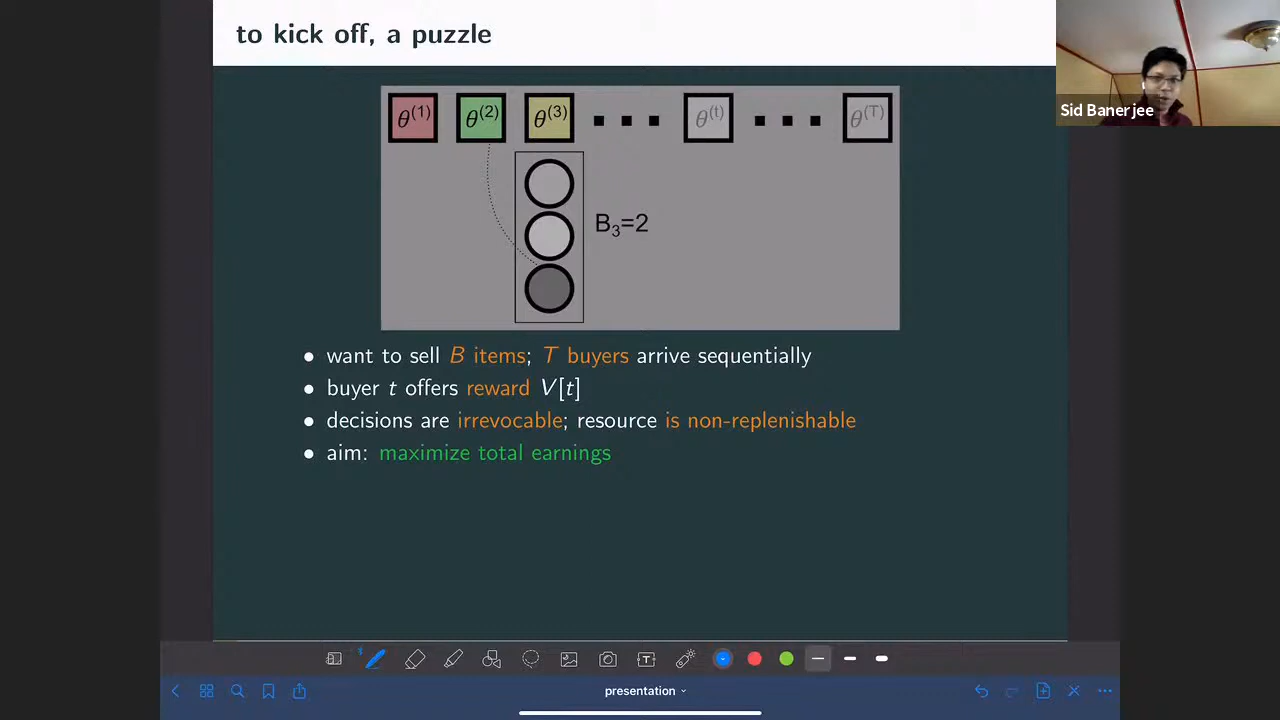 to kick off, a puzzle
Sid Banerjee
θ(1) θ(2) θ(3) θ(t) θ(T)
B3=2
• want to sell B items; T buyers arrive sequentially
• buyer t offers reward V[t]
• decisions are irrevocable; resource is non-replenishable
• aim: maximize total earnings
T
presentation